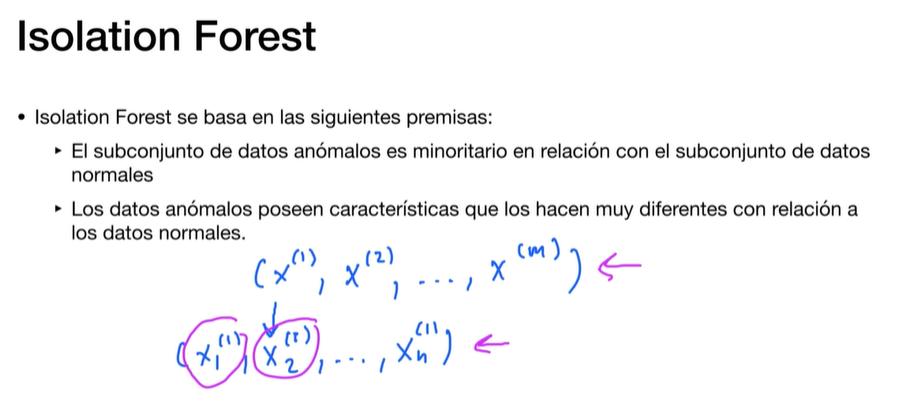 Isolation Forest
• Isolation Forest se basa en las siguientes premisas:
‣ El subconjunto de datos anómalos es minoritario en relación con el subconjunto de datos
normales
‣ Los datos anómalos poseen características que los hacen muy diferentes con relación a
los datos normales.
(x^(1), x^(2), ..., x^(m)) ←
(x_1^(1), x_2^(1), ..., x_n^(1)) ←